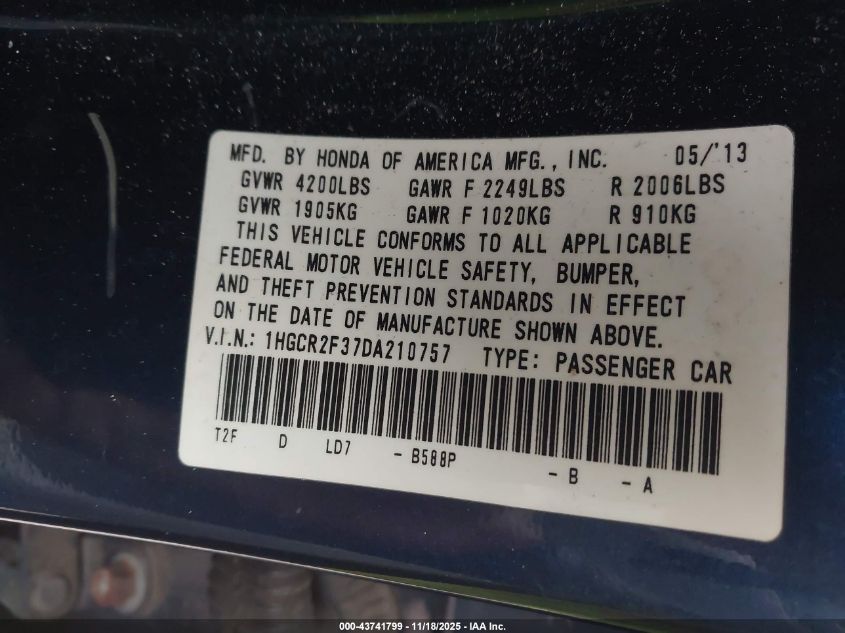 MFD. BY HONDA OF AMERICA MFG., INC. 05/'13
GVWR 4200LBS GAWR F 2249LBS R 2006LBS
GVWR 1905KG GAWR F 1020KG R 910KG
THIS VEHICLE CONFORMS TO ALL APPLICABLE
FEDERAL MOTOR VEHICLE SAFETY, BUMPER,
AND THEFT PREVENTION STANDARDS IN EFFECT
ON THE DATE OF MANUFACTURE SHOWN ABOVE.
V.I.N.: 1HGCR2F37DA210757 TYPE: PASSENGER CAR
T2F D LD7 - B588P - B - A
000-43741799 - 11/18/2025 - IAA Inc.